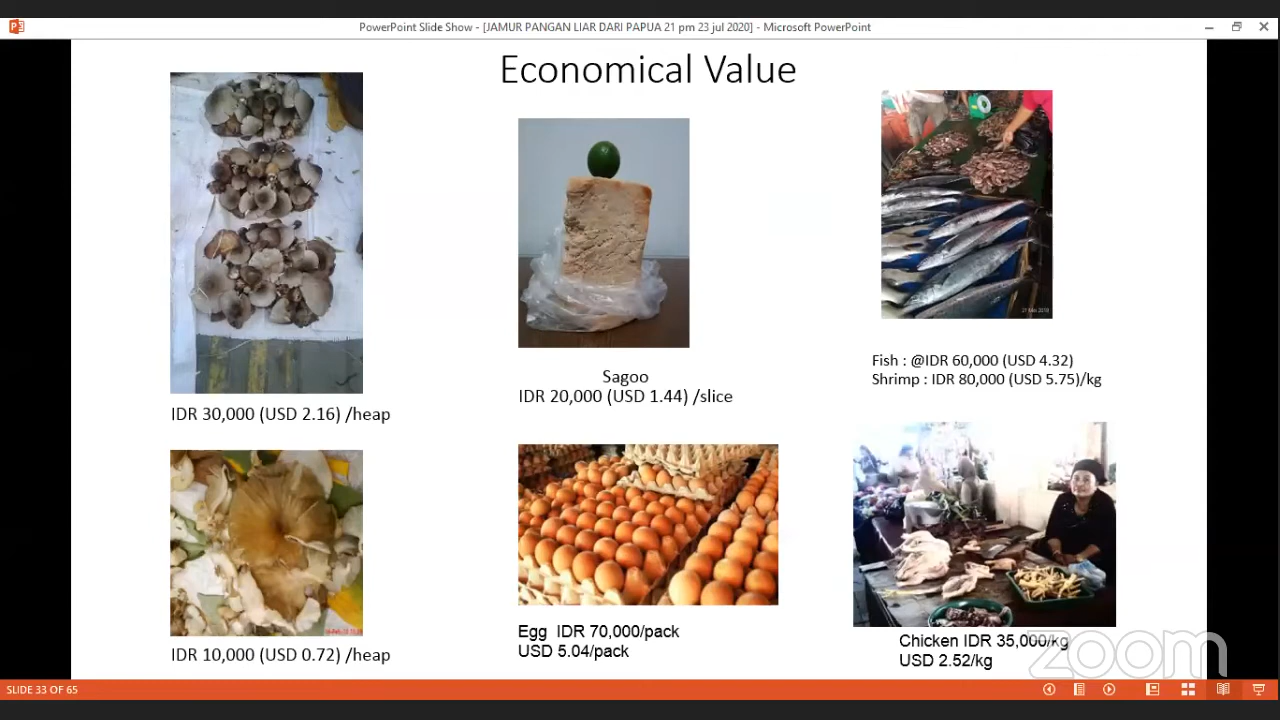 PowerPoint Slide Show - [JAMUR PANGAN LIAR DARI PAPUA 21 pm 23 jul 2020] - Microsoft PowerPoint
Economical Value
IDR 30,000 (USD 2.16) /heap
Sagoo
IDR 20,000 (USD 1.44) /slice
Fish : @IDR 60,000 (USD 4.32)
Shrimp : IDR 80,000 (USD 5.75)/kg
IDR 10,000 (USD 0.72) /heap
Egg IDR 70,000/pack
USD 5.04/pack
Chicken IDR 35,000/kg
USD 2.52/kg
zoom
SLIDE 33 OF 65